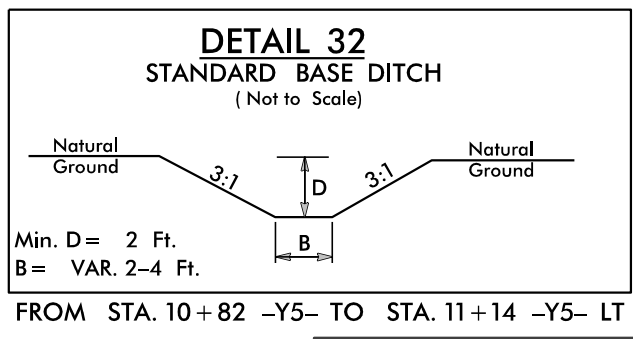 DETAIL 32
STANDARD BASE DITCH
( Not to Scale)
Natural
Ground
3:1
D
3:1
Natural
Ground
B
Min. D = 2 Ft.
B = VAR. 2-4 Ft.
FROM STA. 10+82 -Y5- TO STA. 11+14 -Y5- LT